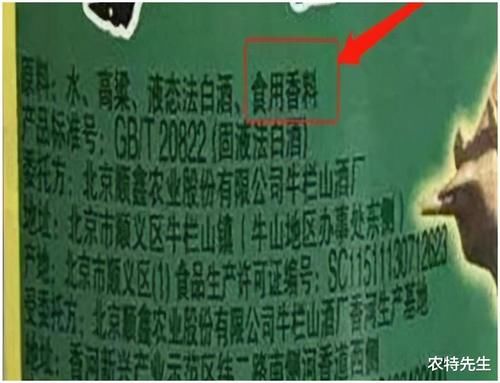 原料：水、高粱、液态法白酒、食用香料
产品标准号：GB/T 20822(固液法白酒)
委托方：北京顺鑫农业股份有限公司牛栏山酒厂
地址：北京市顺义区牛栏山镇(牛山地区办事处东侧)
产地：北京市顺义区(1) 食品生产许可证编号：SC11511130712623
受委托方：北京顺鑫农业股份有限公司牛栏山酒厂香河生产基地
农特先生